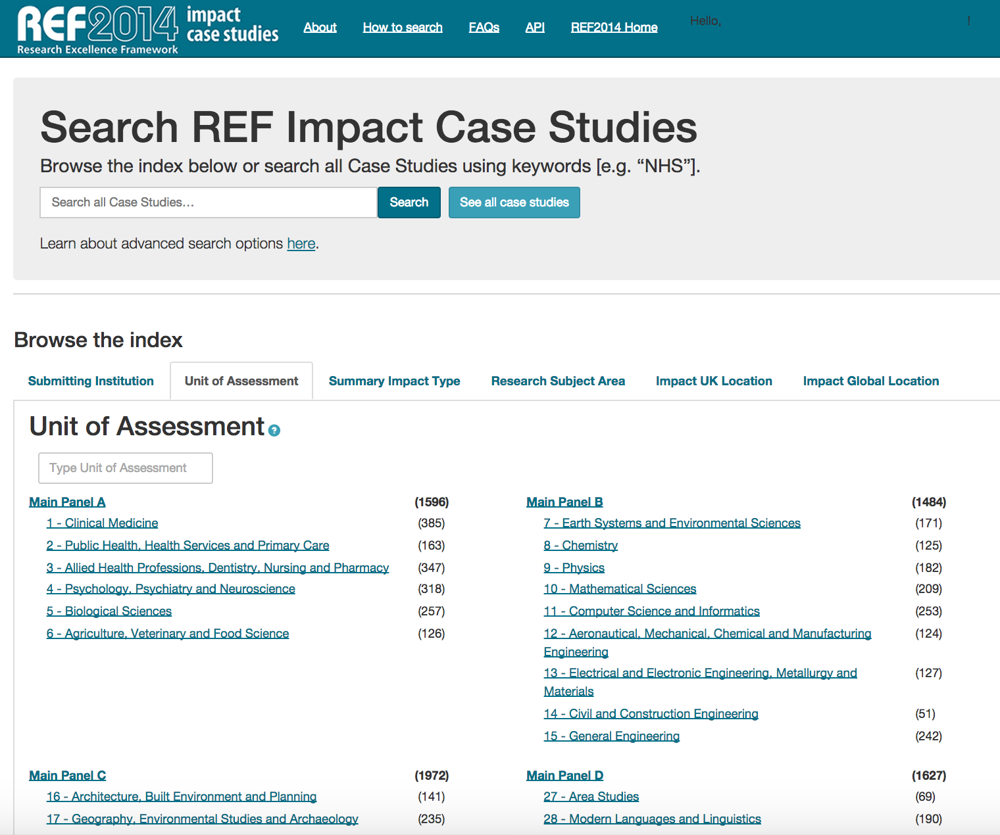 REF2014 impact
case studies
Research Excellence Framework
About How to search FAQs API REF2014 Home Hello, !
Search REF Impact Case Studies
Browse the index below or search all Case Studies using keywords [e.g. “NHS”].
Search all Case Studies... Search See all case studies
Learn about advanced search options here.
Browse the index
Submitting Institution Unit of Assessment Summary Impact Type Research Subject Area Impact UK Location Impact Global Location
Unit of Assessment ?
Type Unit of Assessment
Main Panel A (1596)
1 - Clinical Medicine (385)
2 - Public Health, Health Services and Primary Care (163)
3 - Allied Health Professions, Dentistry, Nursing and Pharmacy (347)
4 - Psychology, Psychiatry and Neuroscience (318)
5 - Biological Sciences (257)
6 - Agriculture, Veterinary and Food Science (126)
Main Panel B (1484)
7 - Earth Systems and Environmental Sciences (171)
8 - Chemistry (125)
9 - Physics (182)
10 - Mathematical Sciences (209)
11 - Computer Science and Informatics (253)
12 - Aeronautical, Mechanical, Chemical and Manufacturing (124)
Engineering
13 - Electrical and Electronic Engineering, Metallurgy and (127)
Materials
14 - Civil and Construction Engineering (51)
15 - General Engineering (242)
Main Panel C (1972)
16 - Architecture, Built Environment and Planning (141)
17 - Geography, Environmental Studies and Archaeology (235)
Main Panel D (1627)
27 - Area Studies (69)
28 - Modern Languages and Linguistics (190)